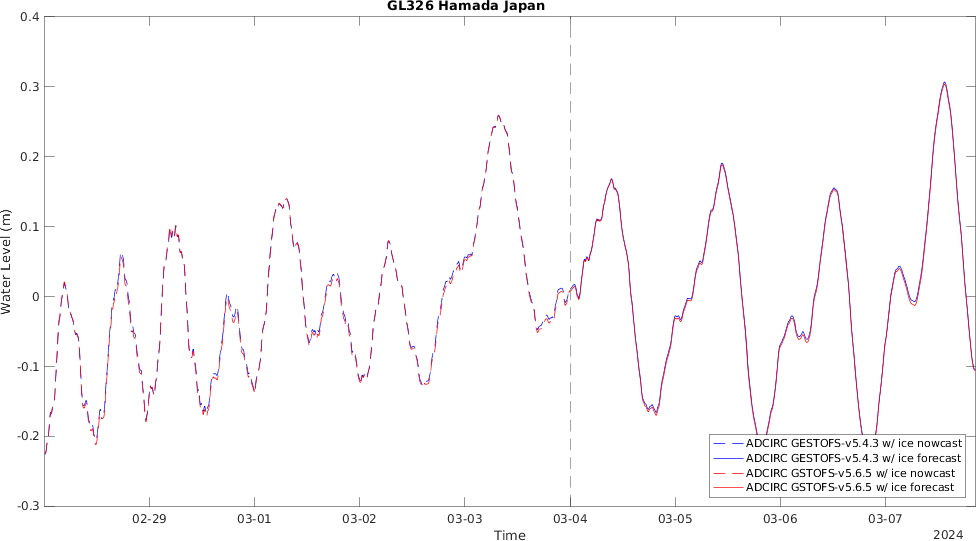 GL326 Hamada Japan
0.4
0.3
0.2
0.1
0
-0.1
-0.2
-0.3
Water Level (m)
ADCIRC GESTOFS-v5.4.3 w/ ice nowcast
ADCIRC GESTOFS-v5.4.3 w/ ice forecast
ADCIRC GSTOFS-v5.6.5 w/ ice nowcast
ADCIRC GSTOFS-v5.6.5 w/ ice forecast
02-29 03-01 03-02 03-03 03-04 03-05 03-06 03-07
Time
2024